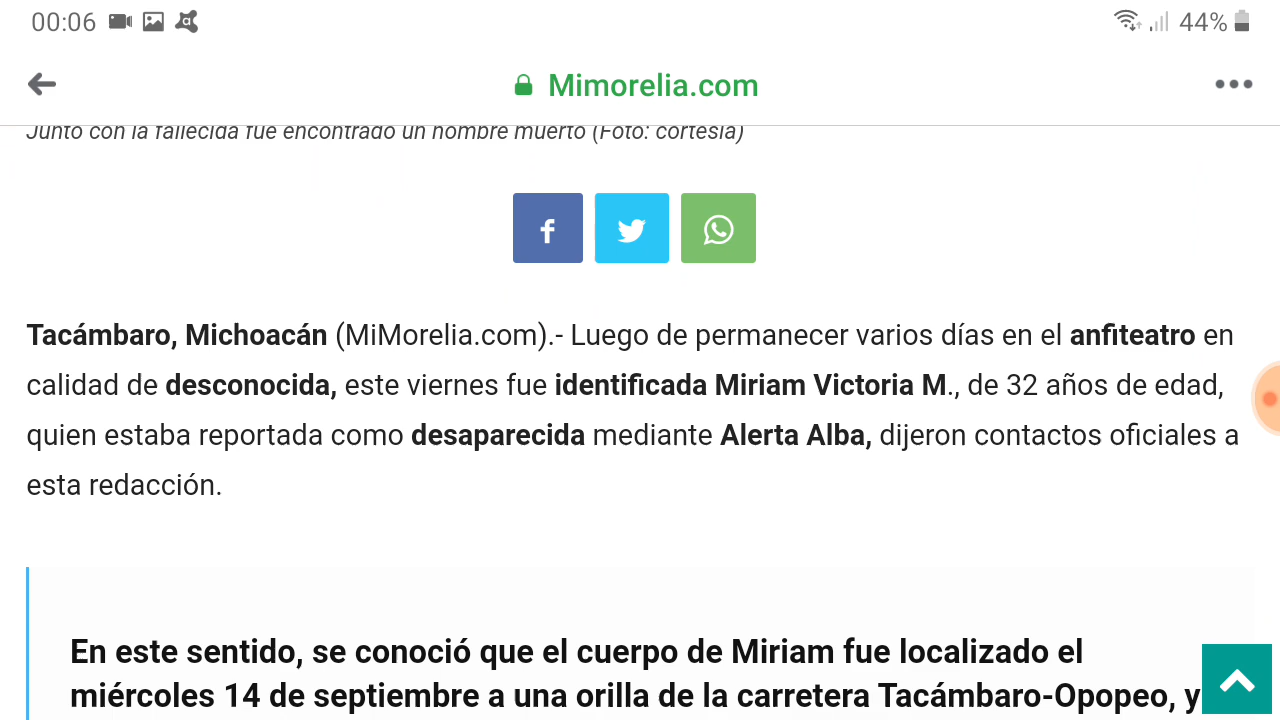 00:06
44%
Mimorelia.com
Junto con la fallecida fue encontrado un hombre muerto (Foto: cortesía)
Tacámbaro, Michoacán (MiMorelia.com).- Luego de permanecer varios días en el anfiteatro en
calidad de desconocida, este viernes fue identificada Miriam Victoria M., de 32 años de edad,
quien estaba reportada como desaparecida mediante Alerta Alba, dijeron contactos oficiales a
esta redacción.
En este sentido, se conoció que el cuerpo de Miriam fue localizado el
miércoles 14 de septiembre a una orilla de la carretera Tacámbaro-Opopeo, y